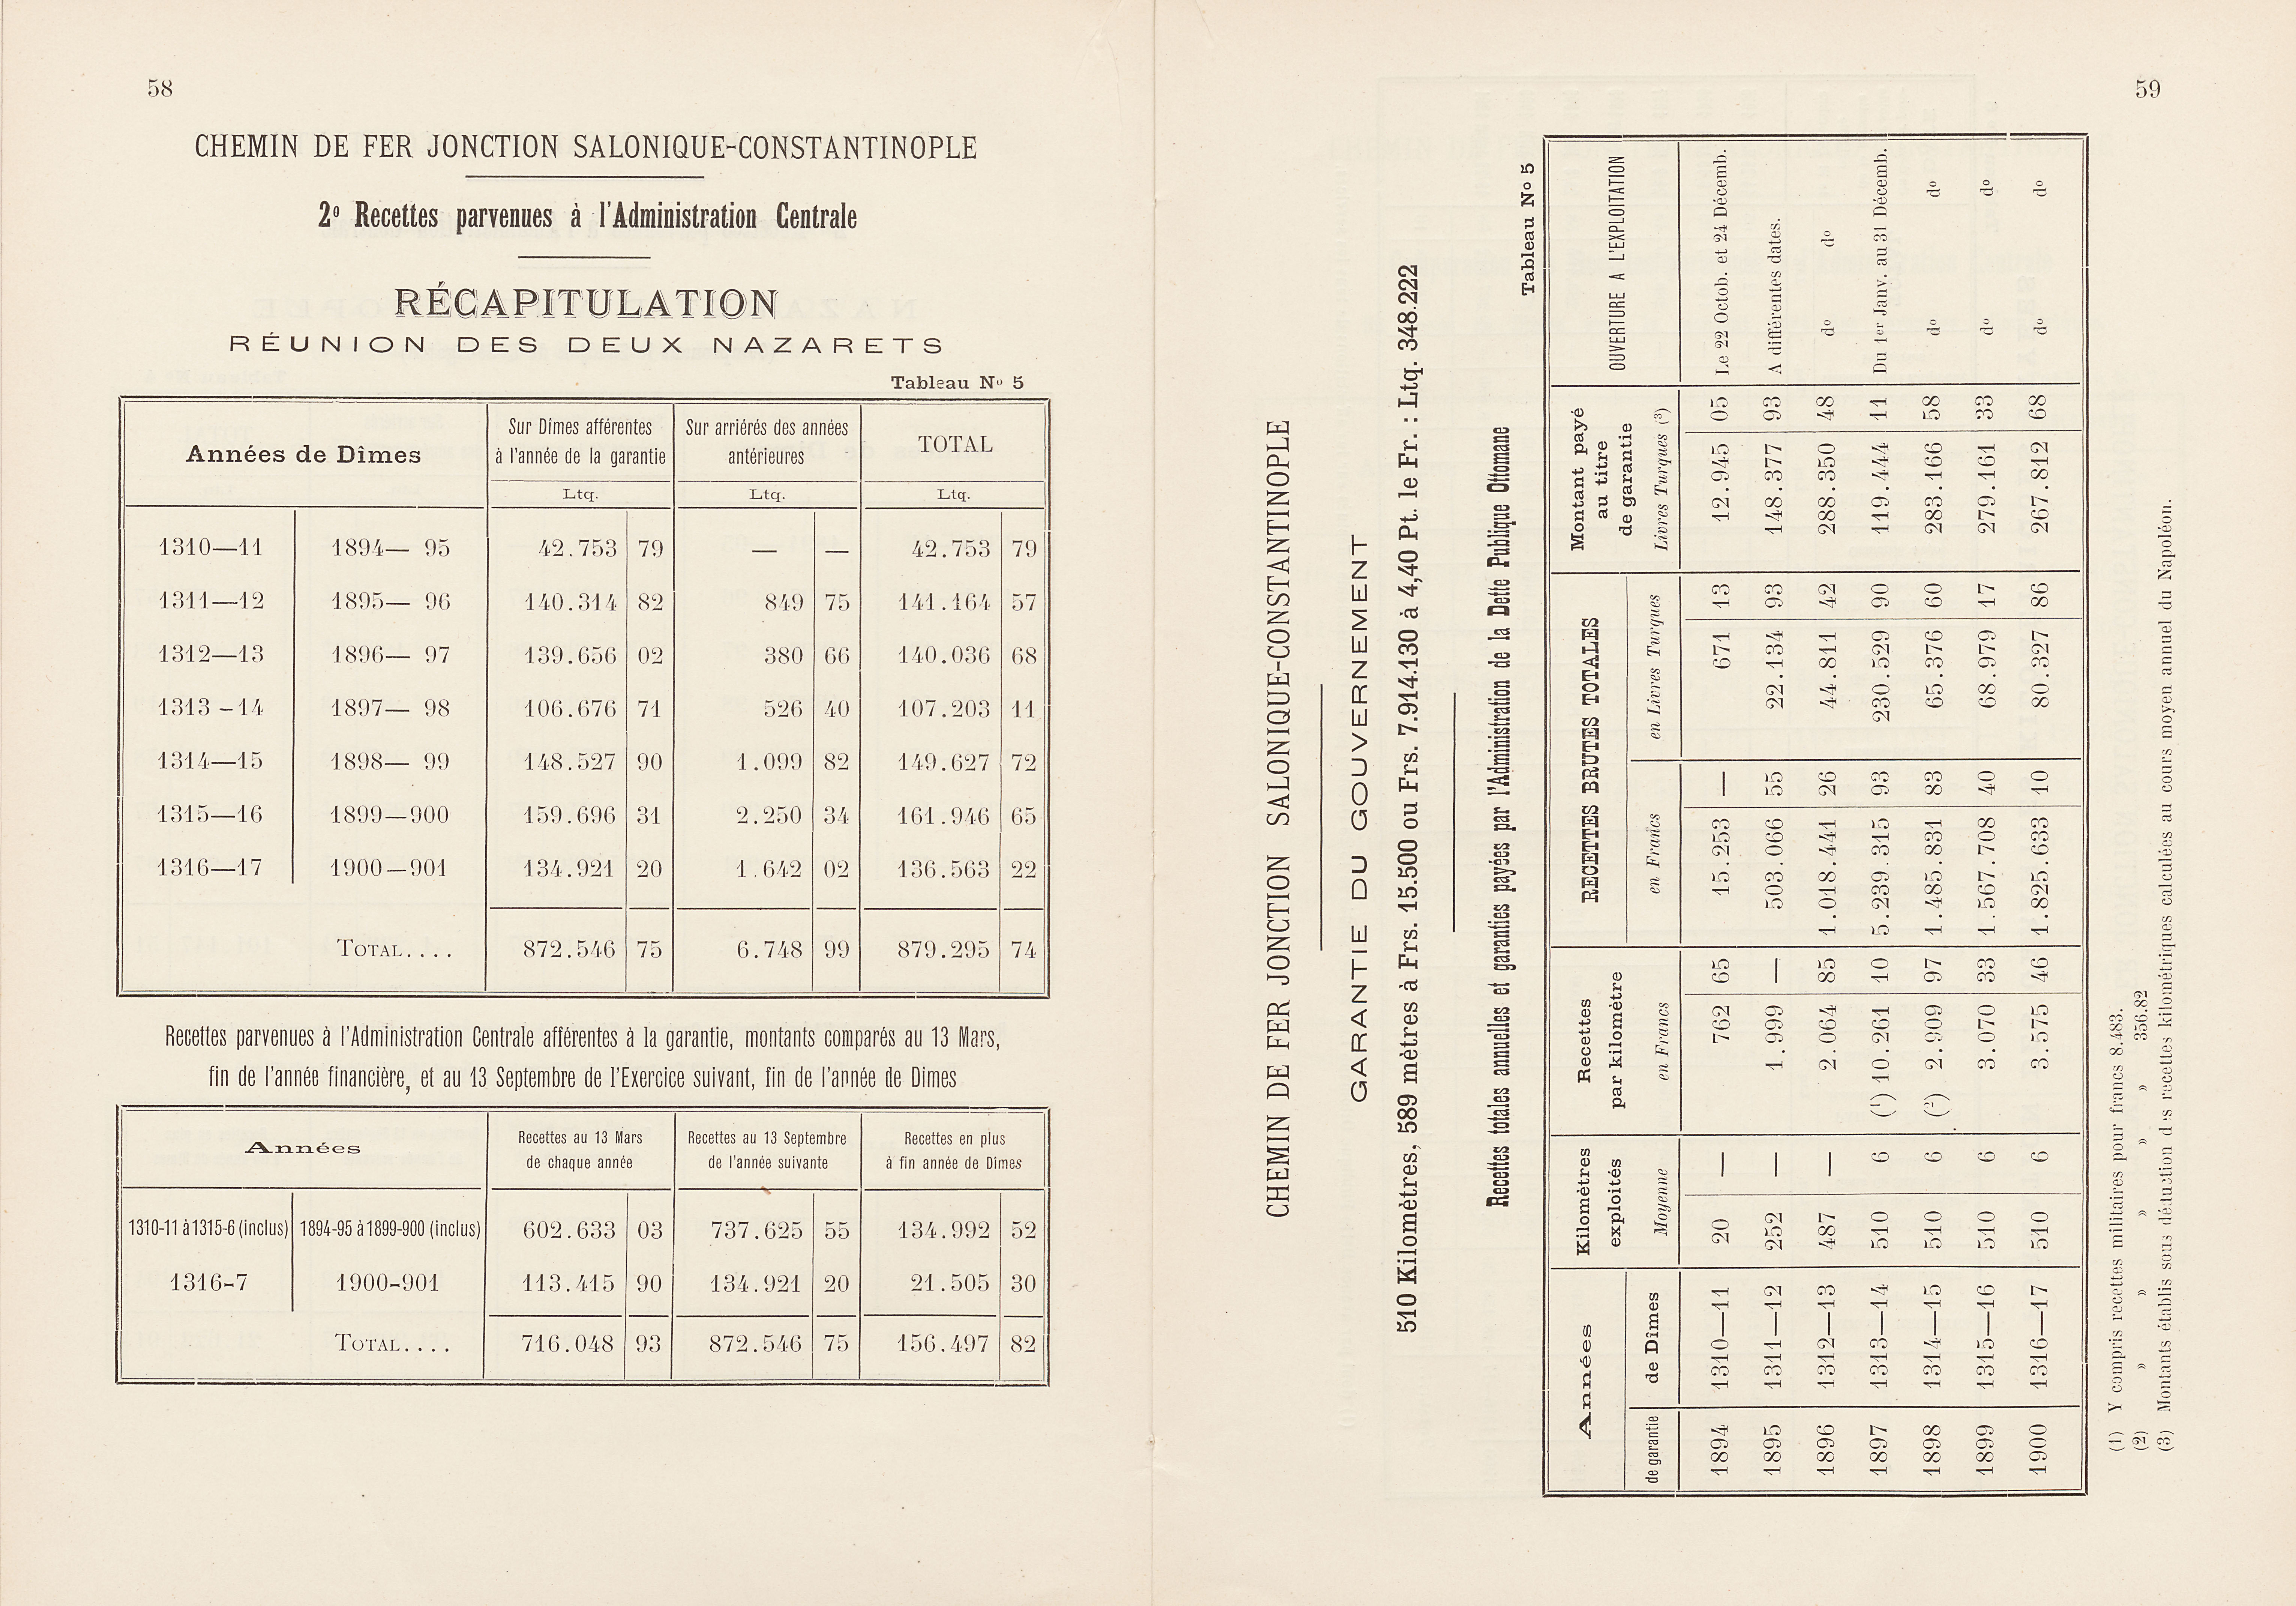 58
CHEMIN DE FER JONCTION SALONIQUE-CONSTANTINOPLE
2º Recettes parvenues à l'Administration Centrale
RÉCAPITULATION
RÉUNION DES DEUX NAZARETS
Tableau Nº 5
Années de Dîmes | Sur Dîmes afférentes à l'année de la garantie | Sur arriérés des années antérieures | TOTAL
Ltq. | Ltq. | Ltq.
1310—11 | 1894— 95 | 42.753 79 | — — | 42.753 79
1311—12 | 1895— 96 | 140.314 82 | 849 75 | 141.164 57
1312—13 | 1896— 97 | 139.656 02 | 380 66 | 140.036 68
1313–14 | 1897— 98 | 106.676 71 | 526 40 | 107.203 11
1314—15 | 1898— 99 | 148.527 90 | 1.099 82 | 149.627 72
1315—16 | 1899—900 | 159.696 31 | 2.250 34 | 161.946 65
1316—17 | 1900—901 | 134.921 20 | 1.642 02 | 136.563 22
TOTAL.... | 872.546 75 | 6.748 99 | 879.295 74
Recettes parvenues à l'Administration Centrale afférentes à la garantie, montants comparés au 13 Mars,
fin de l'année financière, et au 13 Septembre de l'Exercice suivant, fin de l'année de Dîmes
Années | Recettes au 13 Mars de chaque année | Recettes au 13 Septembre de l'année suivante | Recettes en plus à fin année de Dîmes
1310-11 à 1315-6 (inclus) | 1894-95 à 1899-900 (inclus) | 602.633 03 | 737.625 55 | 134.992 52
1316-7 | 1900-901 | 113.415 90 | 134.921 20 | 21.505 30
TOTAL.... | 716.048 93 | 872.546 75 | 156.497 82
59
CHEMIN DE FER JONCTION SALONIQUE-CONSTANTINOPLE
GARANTIE DU GOUVERNEMENT
510 Kilomètres, 589 mètres à Frs. 15.500 ou Frs. 7.914.130 à 4,40 Pt. le Fr. : Ltq. 348.222
Recettes totales annuelles et garanties payées par l'Administration de la Dette Publique Ottomane
Tableau Nº 5
Années | Kilomètres exploités | Recettes par kilomètre | RECETTES BRUTES TOTALES | Montant payé au titre de garantie | OUVERTURE A L'EXPLOITATION
de garantie | de Dîmes | Moyenne | en Francs | en Francs | en Livres Turques | Livres Turques (3)
1894 | 1310—11 | 20 — | 762 65 | 15.253 — | 671 13 | 12.945 05 | Le 22 Octob. et 24 Décemb.
1895 | 1311—12 | 252 — | 1.999 — | 503.066 55 | 22.134 93 | 148.377 93 | A différentes dates.
1896 | 1312—13 | 487 — | 2.064 85 | 1.018.441 26 | 44.811 42 | 288.350 48 | dº dº
1897 | 1313—14 | 510 6 | (1) 10.261 10 | 5.239.315 93 | 230.529 90 | 119.444 11 | Du 1er Janv. au 31 Décemb.
1898 | 1314—15 | 510 6 | (2) 2.909 97 | 1.485.831 83 | 65.376 60 | 283.166 58 | dº dº
1899 | 1315—16 | 510 6 | 3.070 33 | 1.567.708 40 | 68.979 17 | 279.161 33 | dº dº
1900 | 1316—17 | 510 6 | 3.575 46 | 1.825.633 10 | 80.327 86 | 267.812 68 | dº dº
(1) Y compris recettes militaires pour francs 8.483.
(2) » » » » » 356.82
(3) Montants établis sous déduction des recettes kilométriques calculées au cours moyen annuel du Napoléon.